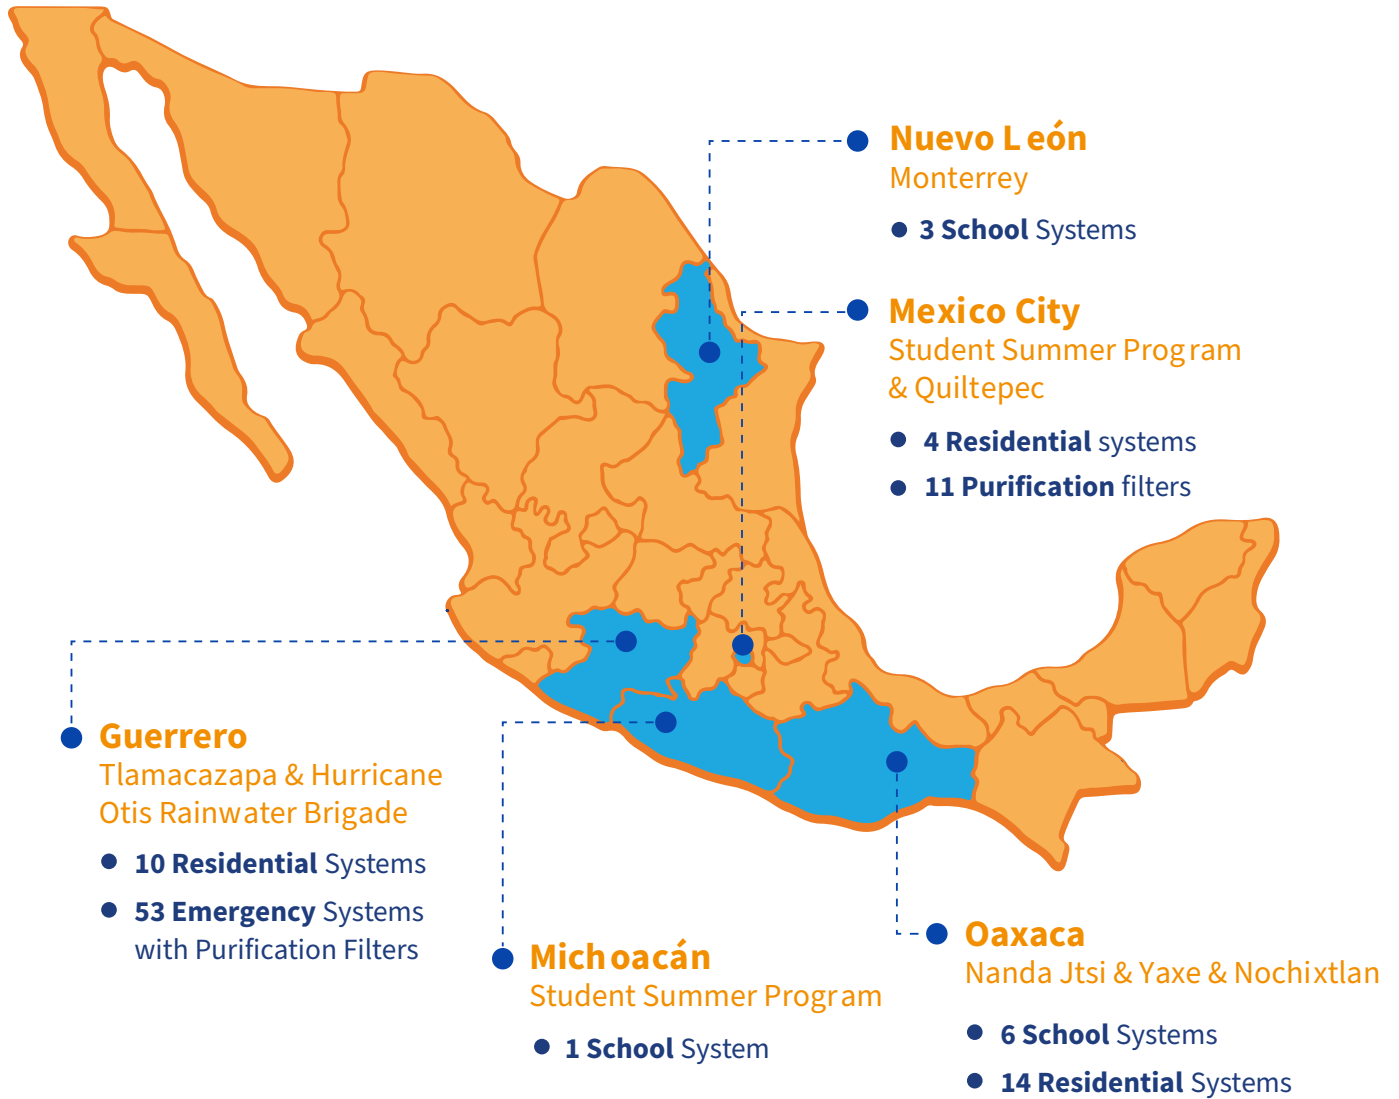 Nuevo León
Monterrey
3 School Systems
Mexico City
Student Summer Program
& Quiltepec
4 Residential systems
11 Purification filters
Guerrero
Tlamacazapa & Hurricane
Otis Rainwater Brigade
10 Residential Systems
53 Emergency Systems
with Purification Filters
Michoacán
Student Summer Program
1 School System
Oaxaca
Nanda Jtsi & Yaxe & Nochixtlan
6 School Systems
14 Residential Systems